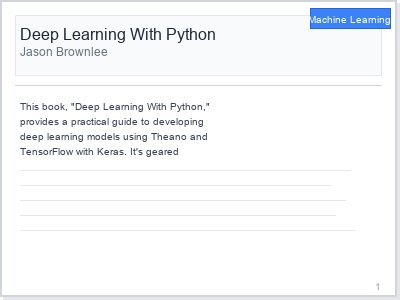 Machine Learning
Deep Learning With Python
Jason Brownlee
This book, "Deep Learning With Python,"
provides a practical guide to developing
deep learning models using Theano and
TensorFlow with Keras. It's geared
1